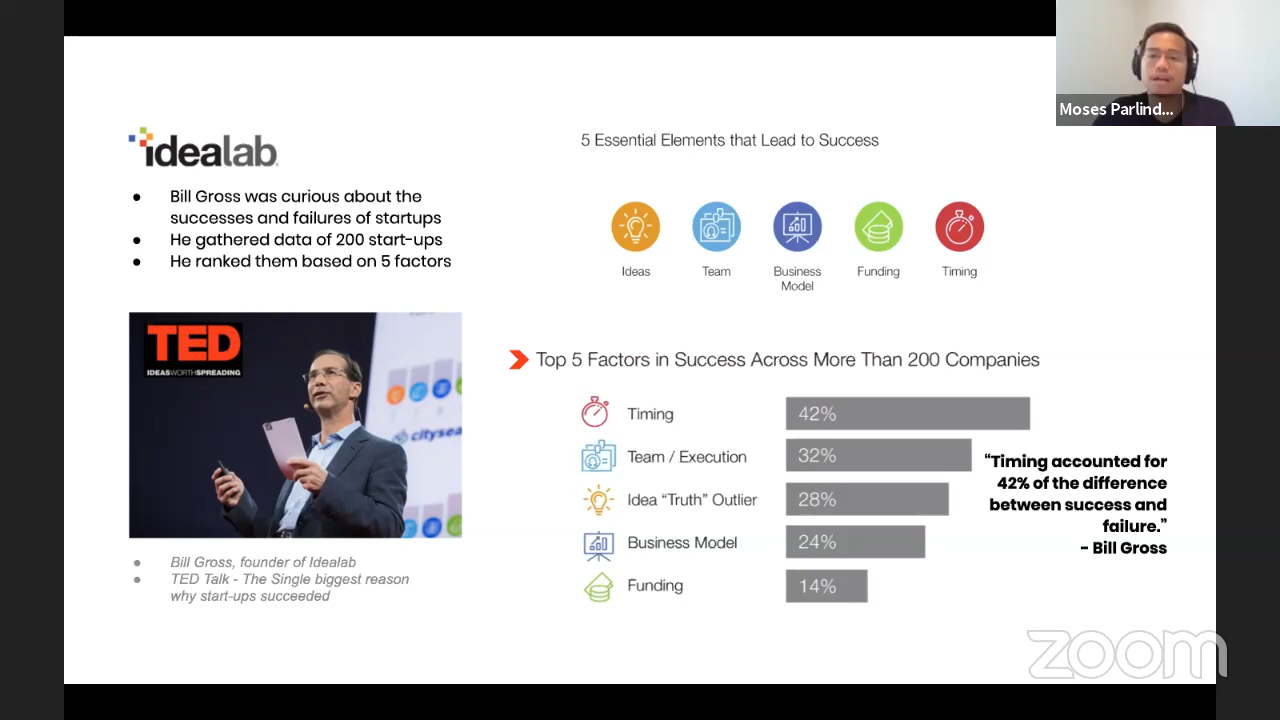 Moses Parlind...
idealab
5 Essential Elements that Lead to Success
Bill Gross was curious about the
successes and failures of startups
He gathered data of 200 start-ups
He ranked them based on 5 factors
Ideas
Team
Business
Model
Funding
Timing
TED
IDEAS WORTH SPREADING
citysea
Bill Gross, founder of Idealab
TED Talk - The Single biggest reason
why start-ups succeeded
Top 5 Factors in Success Across More Than 200 Companies
Timing 42%
Team / Execution 32%
Idea “Truth” Outlier 28%
Business Model 24%
Funding 14%
“Timing accounted for
42% of the difference
between success and
failure.”
- Bill Gross
zoom